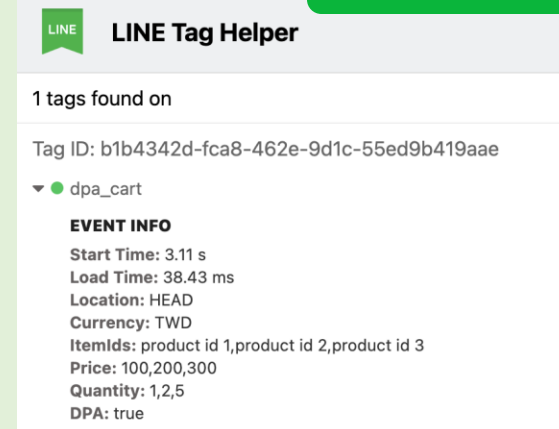 LINE
LINE Tag Helper
1 tags found on
Tag ID: b1b4342d-fca8-462e-9d1c-55ed9b419aae
dpa_cart
EVENT INFO
Start Time: 3.11 s
Load Time: 38.43 ms
Location: HEAD
Currency: TWD
ItemIds: product id 1,product id 2,product id 3
Price: 100,200,300
Quantity: 1,2,5
DPA: true